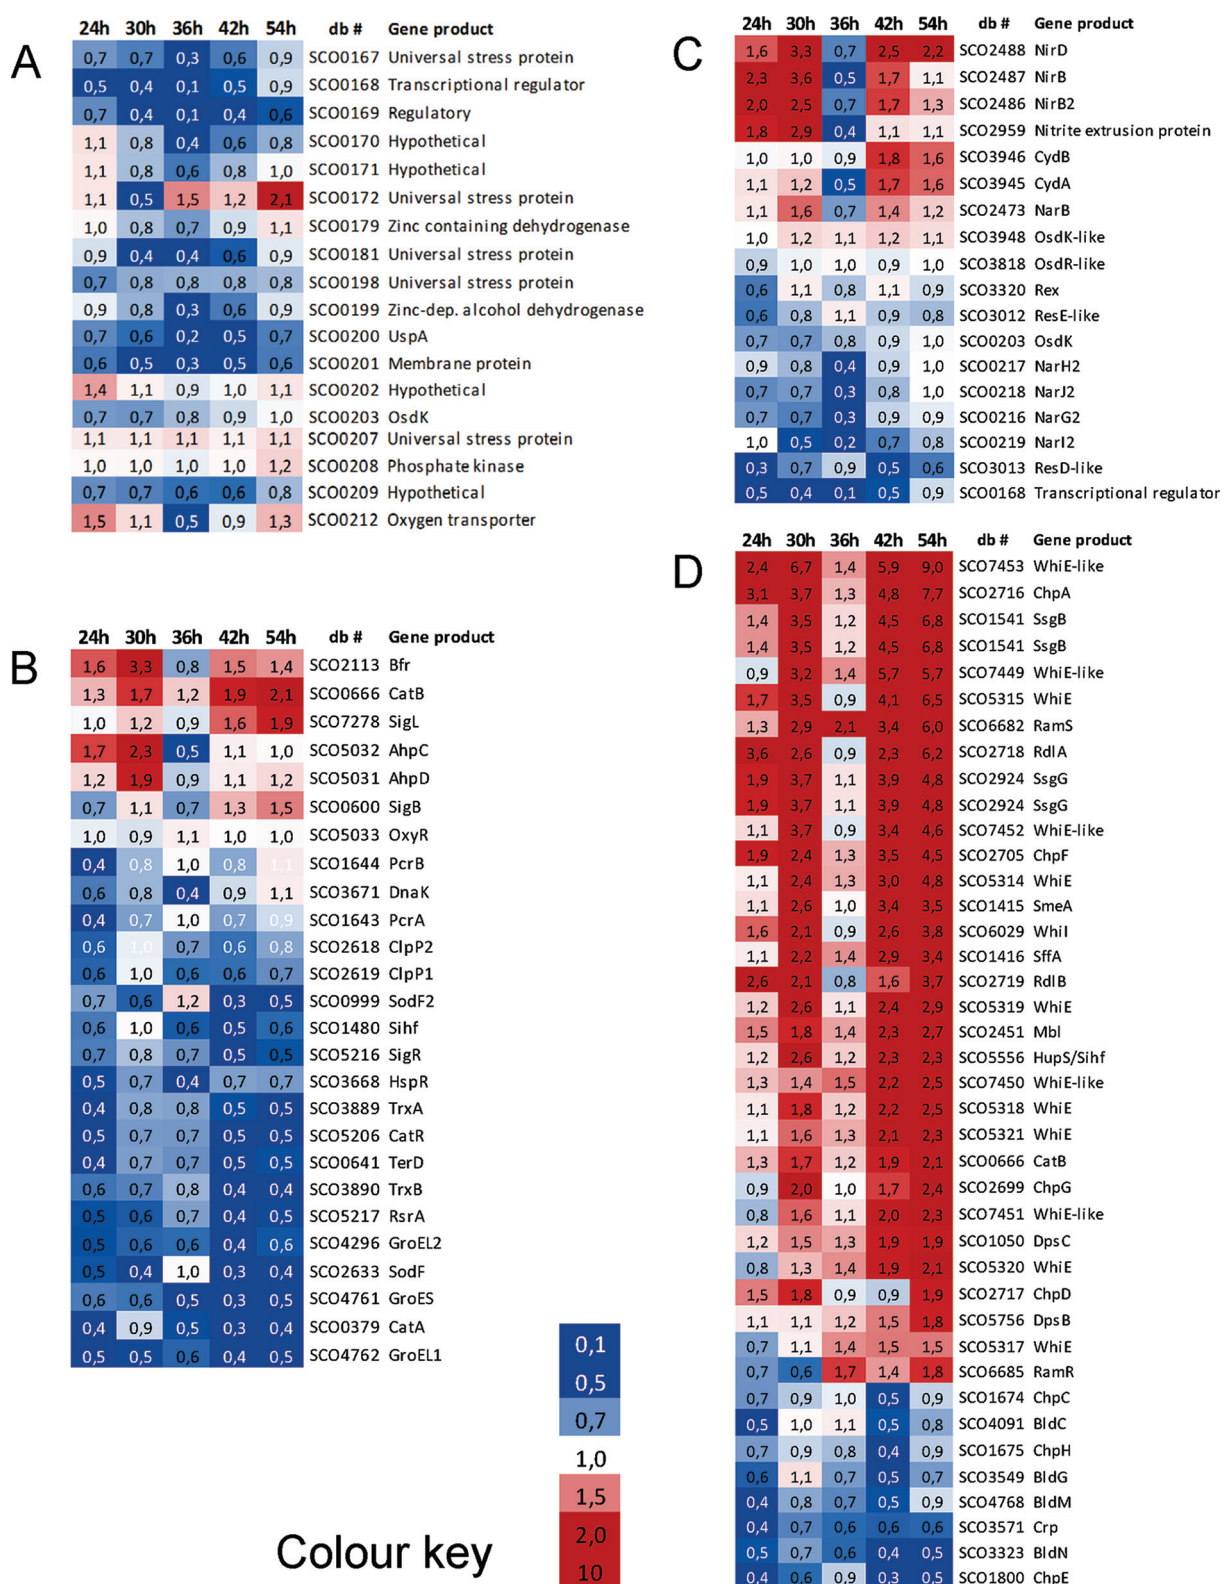 A
24h 30h 36h 42h 54h db # Gene product
0,7 0,7 0,3 0,6 0,9 SCO0167 Universal stress protein
0,5 0,4 0,1 0,5 0,9 SCO0168 Transcriptional regulator
0,7 0,4 0,1 0,4 0,6 SCO0169 Regulatory
1,1 0,8 0,4 0,6 0,8 SCO0170 Hypothetical
1,1 0,8 0,6 0,8 1,0 SCO0171 Hypothetical
1,1 0,5 1,5 1,2 2,1 SCO0172 Universal stress protein
1,0 0,8 0,7 0,9 1,1 SCO0179 Zinc containing dehydrogenase
0,9 0,4 0,4 0,6 0,9 SCO0181 Universal stress protein
0,7 0,8 0,8 0,8 0,8 SCO0198 Universal stress protein
0,9 0,8 0,3 0,6 0,9 SCO0199 Zinc-dep. alcohol dehydrogenase
0,7 0,6 0,2 0,5 0,7 SCO0200 UspA
0,6 0,5 0,3 0,5 0,6 SCO0201 Membrane protein
1,4 1,1 0,9 1,0 1,1 SCO0202 Hypothetical
0,7 0,7 0,8 0,9 1,0 SCO0203 OsdK
1,1 1,1 1,1 1,1 1,1 SCO0207 Universal stress protein
1,0 1,0 1,0 1,0 1,2 SCO0208 Phosphate kinase
0,7 0,7 0,6 0,6 0,8 SCO0209 Hypothetical
1,5 1,1 0,5 0,9 1,3 SCO0212 Oxygen transporter
B
24h 30h 36h 42h 54h db # Gene product
1,6 3,3 0,8 1,5 1,4 SCO2113 Bfr
1,3 1,7 1,2 1,9 2,1 SCO0666 CatB
1,0 1,2 0,9 1,6 1,9 SCO7278 SigL
1,7 2,3 0,5 1,1 1,0 SCO5032 AhpC
1,2 1,9 0,9 1,1 1,2 SCO5031 AhpD
0,7 1,1 0,7 1,3 1,5 SCO0600 SigB
1,0 0,9 1,1 1,0 1,0 SCO5033 OxyR
0,4 0,8 1,0 0,8 1,1 SCO1644 PcrB
0,6 0,8 0,4 0,9 1,1 SCO3671 DnaK
0,4 0,7 1,0 0,7 0,9 SCO1643 PcrA
0,6 1,0 0,7 0,6 0,8 SCO2618 ClpP2
0,6 1,0 0,6 0,6 0,7 SCO2619 ClpP1
0,7 0,6 1,2 0,3 0,5 SCO0999 SodF2
0,6 1,0 0,6 0,5 0,6 SCO1480 Sihf
0,7 0,8 0,7 0,5 0,5 SCO5216 SigR
0,5 0,7 0,4 0,7 0,7 SCO3668 HspR
0,4 0,8 0,8 0,5 0,5 SCO3889 TrxA
0,5 0,7 0,7 0,5 0,5 SCO5206 CatR
0,4 0,7 0,7 0,5 0,5 SCO0641 TerD
0,6 0,7 0,8 0,4 0,4 SCO3890 TrxB
0,5 0,6 0,7 0,4 0,5 SCO5217 RsrA
0,5 0,6 0,6 0,4 0,6 SCO4296 GroEL2
0,5 0,4 1,0 0,3 0,4 SCO2633 SodF
0,6 0,6 0,5 0,3 0,5 SCO4761 GroES
0,4 0,9 0,5 0,3 0,4 SCO0379 CatA
0,5 0,5 0,6 0,4 0,5 SCO4762 GroEL1
Colour key
0,1
0,5
0,7
1,0
1,5
2,0
10
C
24h 30h 36h 42h 54h db # Gene product
1,6 3,3 0,7 2,5 2,2 SCO2488 NirD
2,3 3,6 0,5 1,7 1,1 SCO2487 NirB
2,0 2,5 0,7 1,7 1,3 SCO2486 NirB2
1,8 2,9 0,4 1,1 1,1 SCO2959 Nitrite extrusion protein
1,0 1,0 0,9 1,8 1,6 SCO3946 CydB
1,1 1,2 0,5 1,7 1,6 SCO3945 CydA
1,1 1,6 0,7 1,4 1,2 SCO2473 NarB
1,0 1,2 1,1 1,2 1,1 SCO3948 OsdK-like
0,9 1,0 1,0 0,9 1,0 SCO3818 OsdR-like
0,6 1,1 0,8 1,1 0,9 SCO3320 Rex
0,6 0,8 1,1 0,9 0,8 SCO3012 ResE-like
0,7 0,7 0,8 0,9 1,0 SCO0203 OsdK
0,9 0,8 0,4 0,9 1,0 SCO0217 NarH2
0,7 0,7 0,3 0,8 1,0 SCO0218 NarJ2
0,7 0,7 0,3 0,9 0,9 SCO0216 NarG2
1,0 0,5 0,2 0,7 0,8 SCO0219 NarI2
0,3 0,7 0,9 0,5 0,6 SCO3013 ResD-like
0,5 0,4 0,1 0,5 0,9 SCO0168 Transcriptional regulator
D
24h 30h 36h 42h 54h db # Gene product
2,4 6,7 1,4 5,9 9,0 SCO7453 WhiE-like
3,1 3,7 1,3 4,8 7,7 SCO2716 ChpA
1,4 3,5 1,2 4,5 6,8 SCO1541 SsgB
1,4 3,5 1,2 4,5 6,8 SCO1541 SsgB
0,9 3,2 1,4 5,7 5,7 SCO7449 WhiE-like
1,7 3,5 0,9 4,1 6,5 SCO5315 WhiE
1,3 2,9 2,1 3,4 6,0 SCO6682 RamS
3,6 2,6 0,9 2,3 6,2 SCO2718 RdlA
1,9 3,7 1,1 3,9 4,8 SCO2924 SsgG
1,9 3,7 1,1 3,9 4,8 SCO2924 SsgG
1,1 3,7 0,9 3,4 4,6 SCO7452 WhiE-like
1,9 2,4 1,3 3,5 4,5 SCO2705 ChpF
1,1 2,4 1,3 3,0 4,8 SCO5314 WhiE
1,1 2,6 1,0 3,4 3,5 SCO1415 SmeA
1,6 2,1 0,9 2,6 3,8 SCO6029 WhiI
1,1 2,2 1,4 2,9 3,4 SCO1416 SffA
2,6 2,1 0,8 1,6 3,7 SCO2719 RdlB
1,2 2,6 1,1 2,4 2,9 SCO5319 WhiE
1,5 1,8 1,4 2,3 2,7 SCO2451 Mbl
1,2 2,6 1,2 2,3 2,3 SCO5556 HupS/Sihf
1,3 1,4 1,5 2,2 2,5 SCO7450 WhiE-like
1,1 1,8 1,2 2,2 2,5 SCO5318 WhiE
1,1 1,6 1,3 2,1 2,3 SCO5321 WhiE
1,3 1,7 1,2 1,9 2,1 SCO0666 CatB
0,9 2,0 1,0 1,7 2,4 SCO2699 ChpG
0,8 1,6 1,1 2,0 2,3 SCO7451 WhiE-like
1,2 1,5 1,3 1,9 1,9 SCO1050 DpsC
0,8 1,3 1,4 1,9 2,1 SCO5320 WhiE
1,5 1,8 0,9 0,9 1,9 SCO2717 ChpD
1,1 1,1 1,2 1,5 1,8 SCO5756 DpsB
0,7 1,1 1,4 1,5 1,5 SCO5317 WhiE
0,7 0,6 1,7 1,4 1,8 SCO6685 RamR
0,7 0,9 1,0 0,5 0,9 SCO1674 ChpC
0,5 1,0 1,1 0,5 0,8 SCO4091 BldC
0,7 0,9 0,8 0,4 0,9 SCO1675 ChpH
0,6 1,1 0,7 0,5 0,7 SCO3549 BldG
0,4 0,8 0,7 0,5 0,9 SCO4768 BldM
0,4 0,7 0,6 0,6 0,6 SCO3571 Crp
0,5 0,7 0,6 0,4 0,5 SCO3323 BldN
0,4 0,6 0,9 0,3 0,5 SCO1800 ChpE